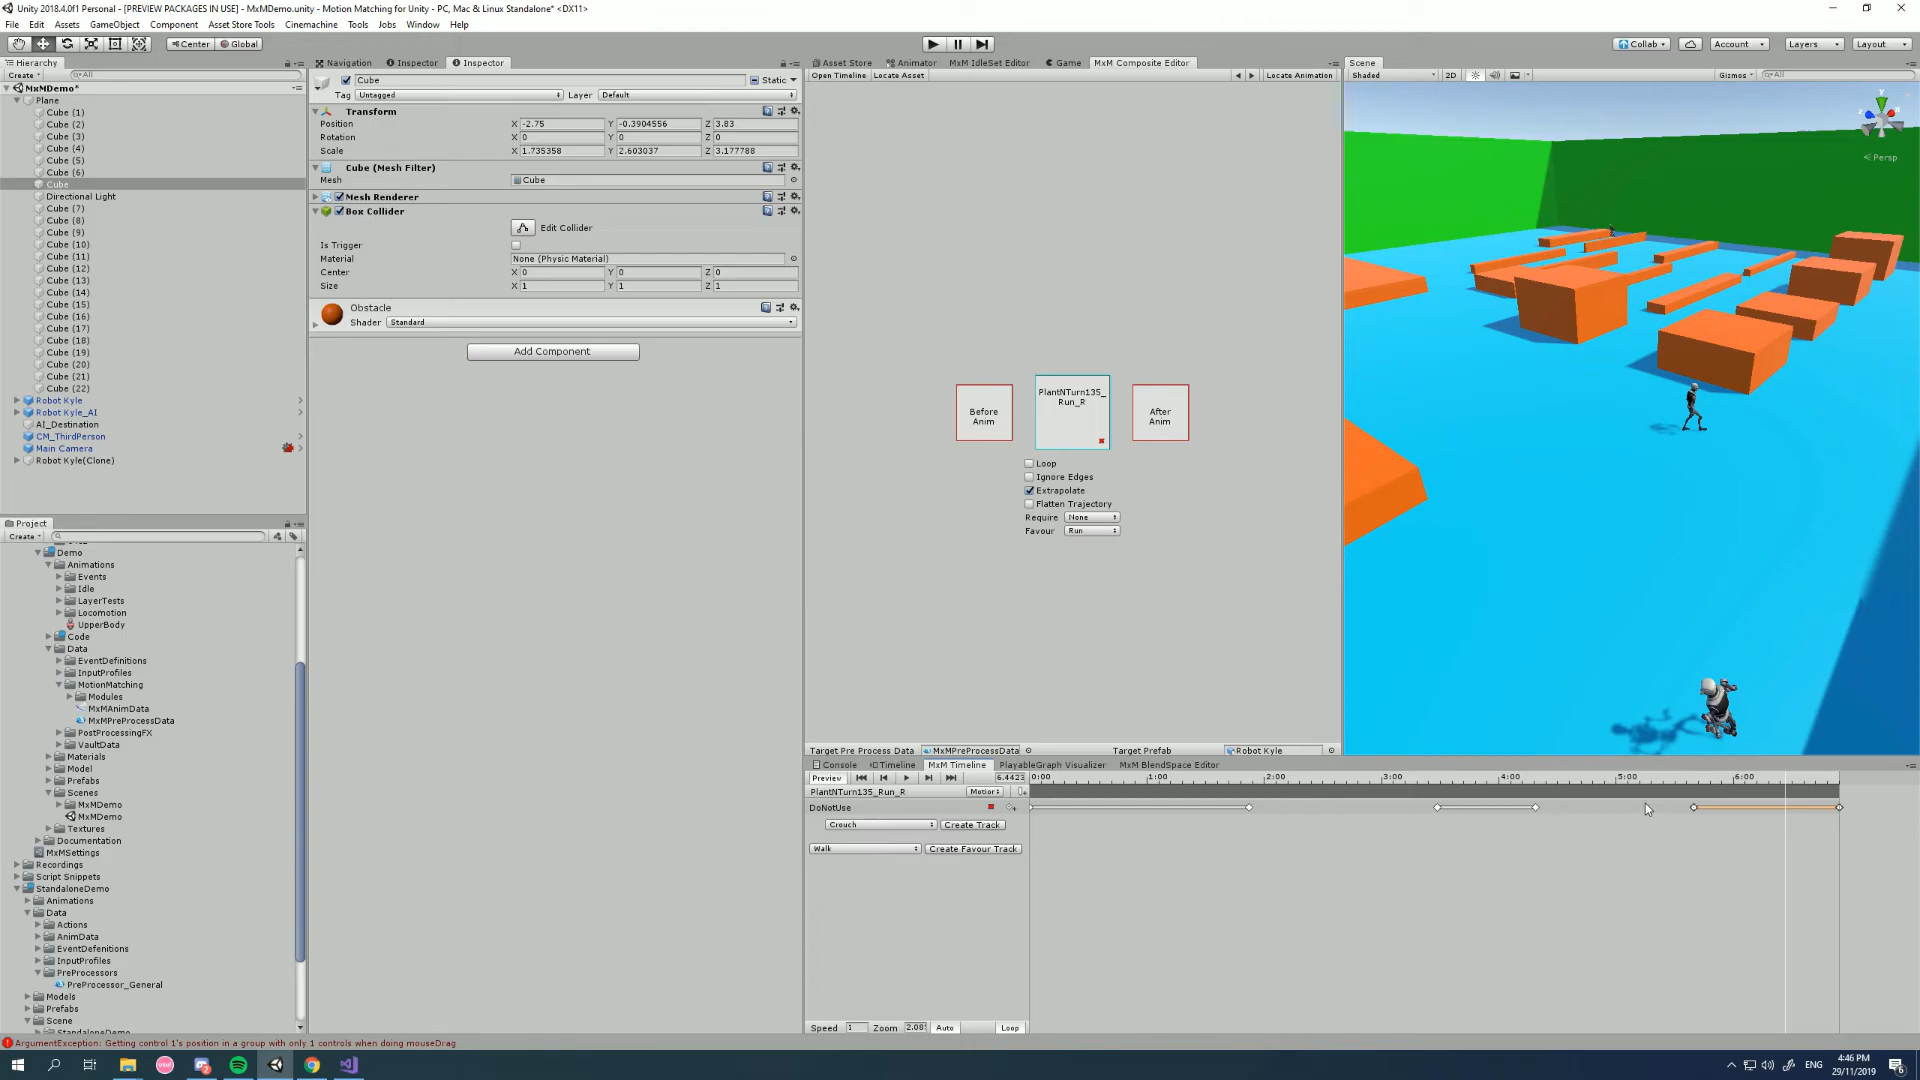 Unity 2018.4.0f1 Personal - [PREVIEW PACKAGES IN USE] - MxMDemo.unity - Motion Matching for Unity - PC, Mac & Linux Standalone* <DX11>
File Edit Assets GameObject Component Asset Store Tools Cinemachine Tools Jobs Window Help
Center Global Collab Account Layers Layout
Hierarchy
Create All
MxMDemo*
Plane
Cube (1)
Cube (2)
Cube (3)
Cube (4)
Cube (5)
Cube (6)
Cube
Directional Light
Cube (7)
Cube (8)
Cube (9)
Cube (10)
Cube (11)
Cube (12)
Cube (13)
Cube (14)
Cube (15)
Cube (16)
Cube (17)
Cube (18)
Cube (19)
Cube (20)
Cube (21)
Cube (22)
Robot Kyle
Robot Kyle_AI
AI_Destination
CM_ThirdPerson
Main Camera
Robot Kyle(Clone)
Project
Create
Demo
Animations
Events
Idle
LayerTests
Locomotion
UpperBody
Code
Data
EventDefinitions
InputProfiles
MotionMatching
Modules
MxMAnimData
MxMPreProcessData
PostProcessingFX
VaultData
Materials
Model
Prefabs
Scenes
MxMDemo
MxMDemo
Textures
Documentation
MxMSettings
Recordings
Script Snippets
StandaloneDemo
Animations
Data
Actions
AnimData
EventDefenitions
InputProfiles
PreProcessors
PreProcessor_General
Models
Prefabs
Scene
StandaloneDemo
Navigation Inspector Inspector
Cube Static
Tag Untagged Layer Default
Transform
Position X -2.75 Y -0.3904556 Z 3.83
Rotation X 0 Y 0 Z 0
Scale X 1.735358 Y 2.603037 Z 3.177788
Cube (Mesh Filter)
Mesh Cube
Mesh Renderer
Box Collider
Edit Collider
Is Trigger
Material None (Physic Material)
Center X 0 Y 0 Z 0
Size X 1 Y 1 Z 1
Obstacle
Shader Standard
Add Component
Asset Store Animator MxM IdleSet Editor Game MxM Composite Editor
Open Timeline Locate Asset Locate Animation
Before
Anim
PlantNTurn135_
Run_R
After
Anim
Loop
Ignore Edges
Extrapolate
Flatten Trajectory
Require None
Favour Run
Target Pre Process Data MxMPreProcessData Target Prefab Robot Kyle
Scene
Shaded 2D Gizmos All
y
x
z
Persp
Console Timeline MxM Timeline PlayableGraph Visualizer MxM BlendSpace Editor
Preview 6.4423 0:00 1:00 2:00 3:00 4:00 5:00 6:00
PlantNTurn135_Run_R Motion
DoNotUse
Crouch Create Track
Walk Create Favour Track
Speed 1 Zoom 2.08 Auto Loop
ArgumentException: Getting control 1's position in a group with only 1 controls when doing mouseDrag
ENG
4:46 PM
29/11/2019